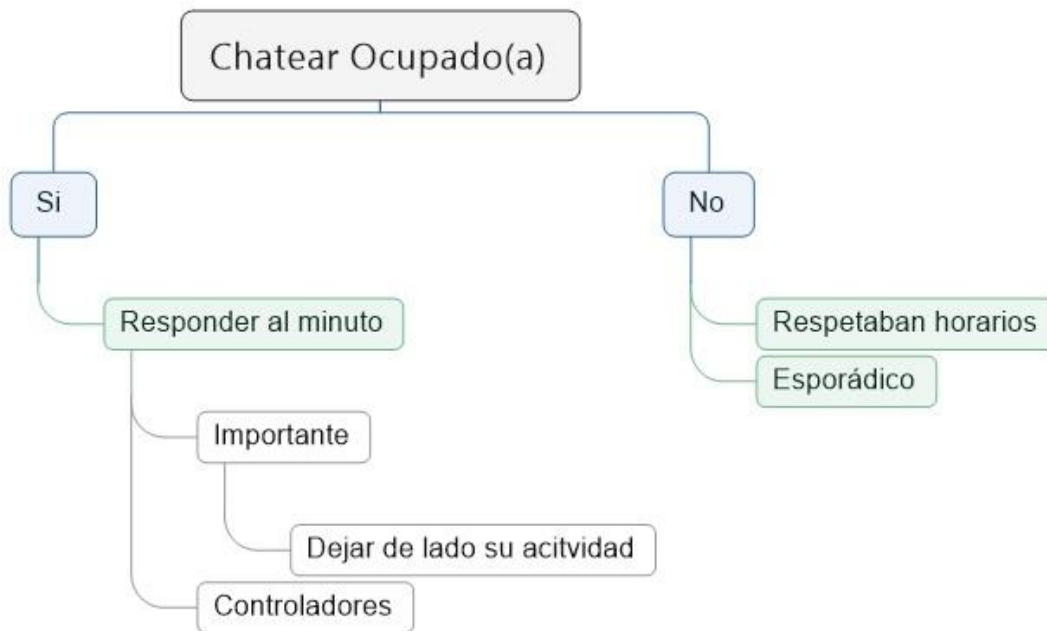 Chatear Ocupado(a)
Si
No
Responder al minuto
Respetaban horarios
Esporádico
Importante
Dejar de lado su acitvidad
Controladores